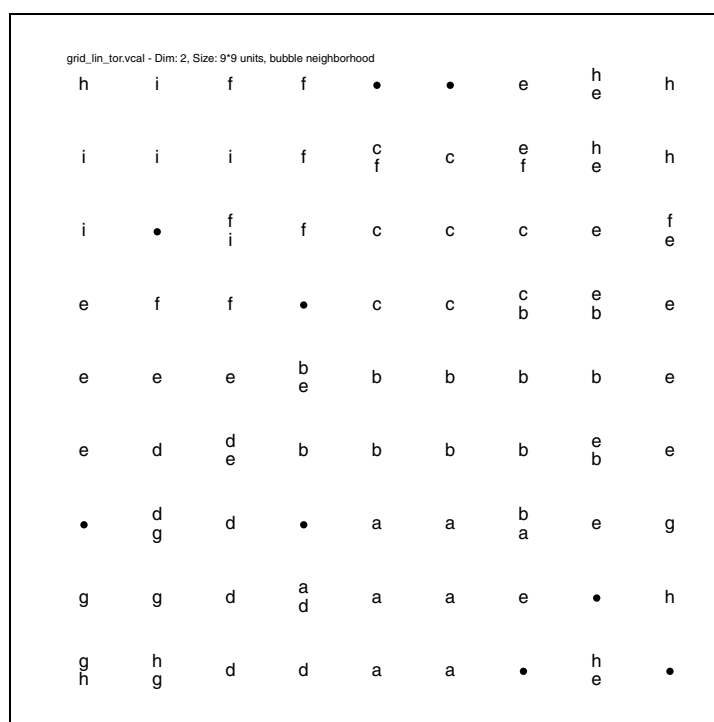 grid_lin_tor.vcal - Dim: 2, Size: 9*9 units, bubble neighborhood
h i f f • • e h h
e
i i i f c c e h h
f f e
i • f f c c c e f
i e
e f f • c c c e e
b b
e e e b b b b b e
e
e d d b b b b e e
e b
• d d • a a b e g
g a
g g d a a a e • h
d
g h d d a a • h •
h g e